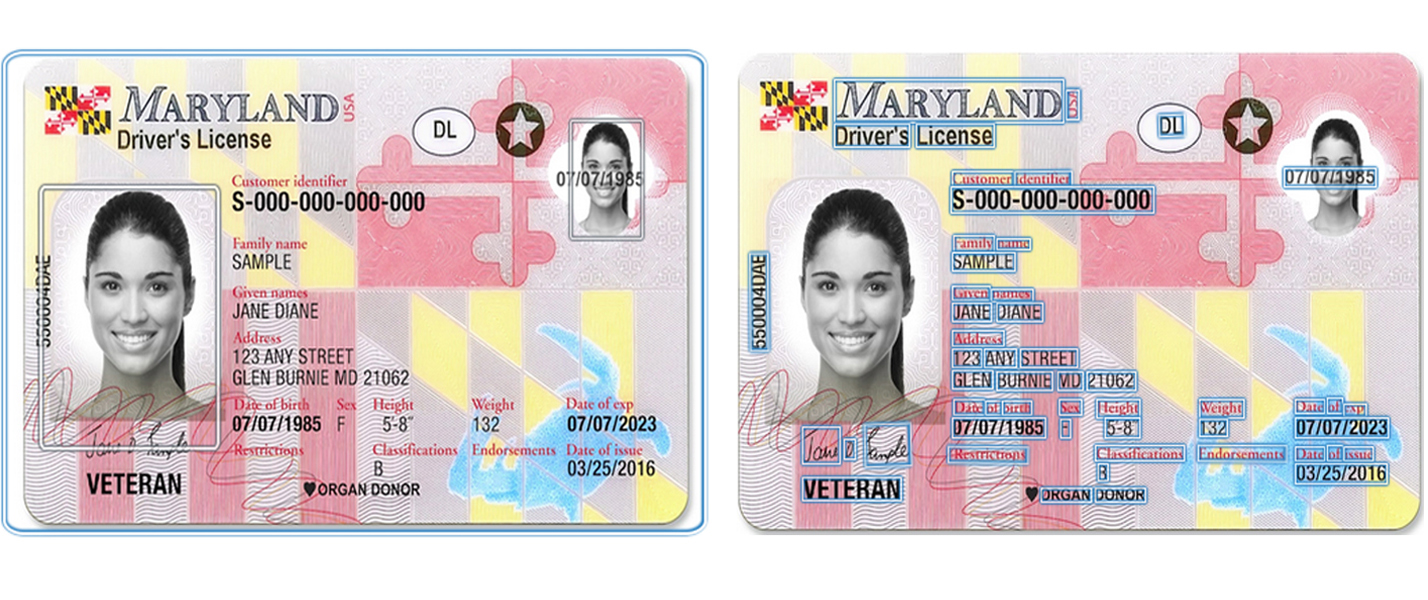 MARYLAND USA
Driver's License
DL
07/07/1985
Customer identifier
S-000-000-000-000
Family name
SAMPLE
Given names
JANE DIANE
Address
123 ANY STREET
GLEN BURNIE MD 21062
Date of birth Sex Height Weight Date of exp
07/07/1985 F 5'-8" 132 07/07/2023
Restrictions Classifications Endorsements Date of issue
B 03/25/2016
550004DAE
Jane D Sample
VETERAN
ORGAN DONOR
MARYLAND USA
Driver's License
DL
07/07/1985
Customer identifier
S-000-000-000-000
Family name
SAMPLE
Given names
JANE DIANE
Address
123 ANY STREET
GLEN BURNIE MD 21062
Date of birth Sex Height Weight Date of exp
07/07/1985 F 5'-8" 132 07/07/2023
Restrictions Classifications Endorsements Date of issue
B 03/25/2016
550004DAE
Jane D Sample
VETERAN
ORGAN DONOR